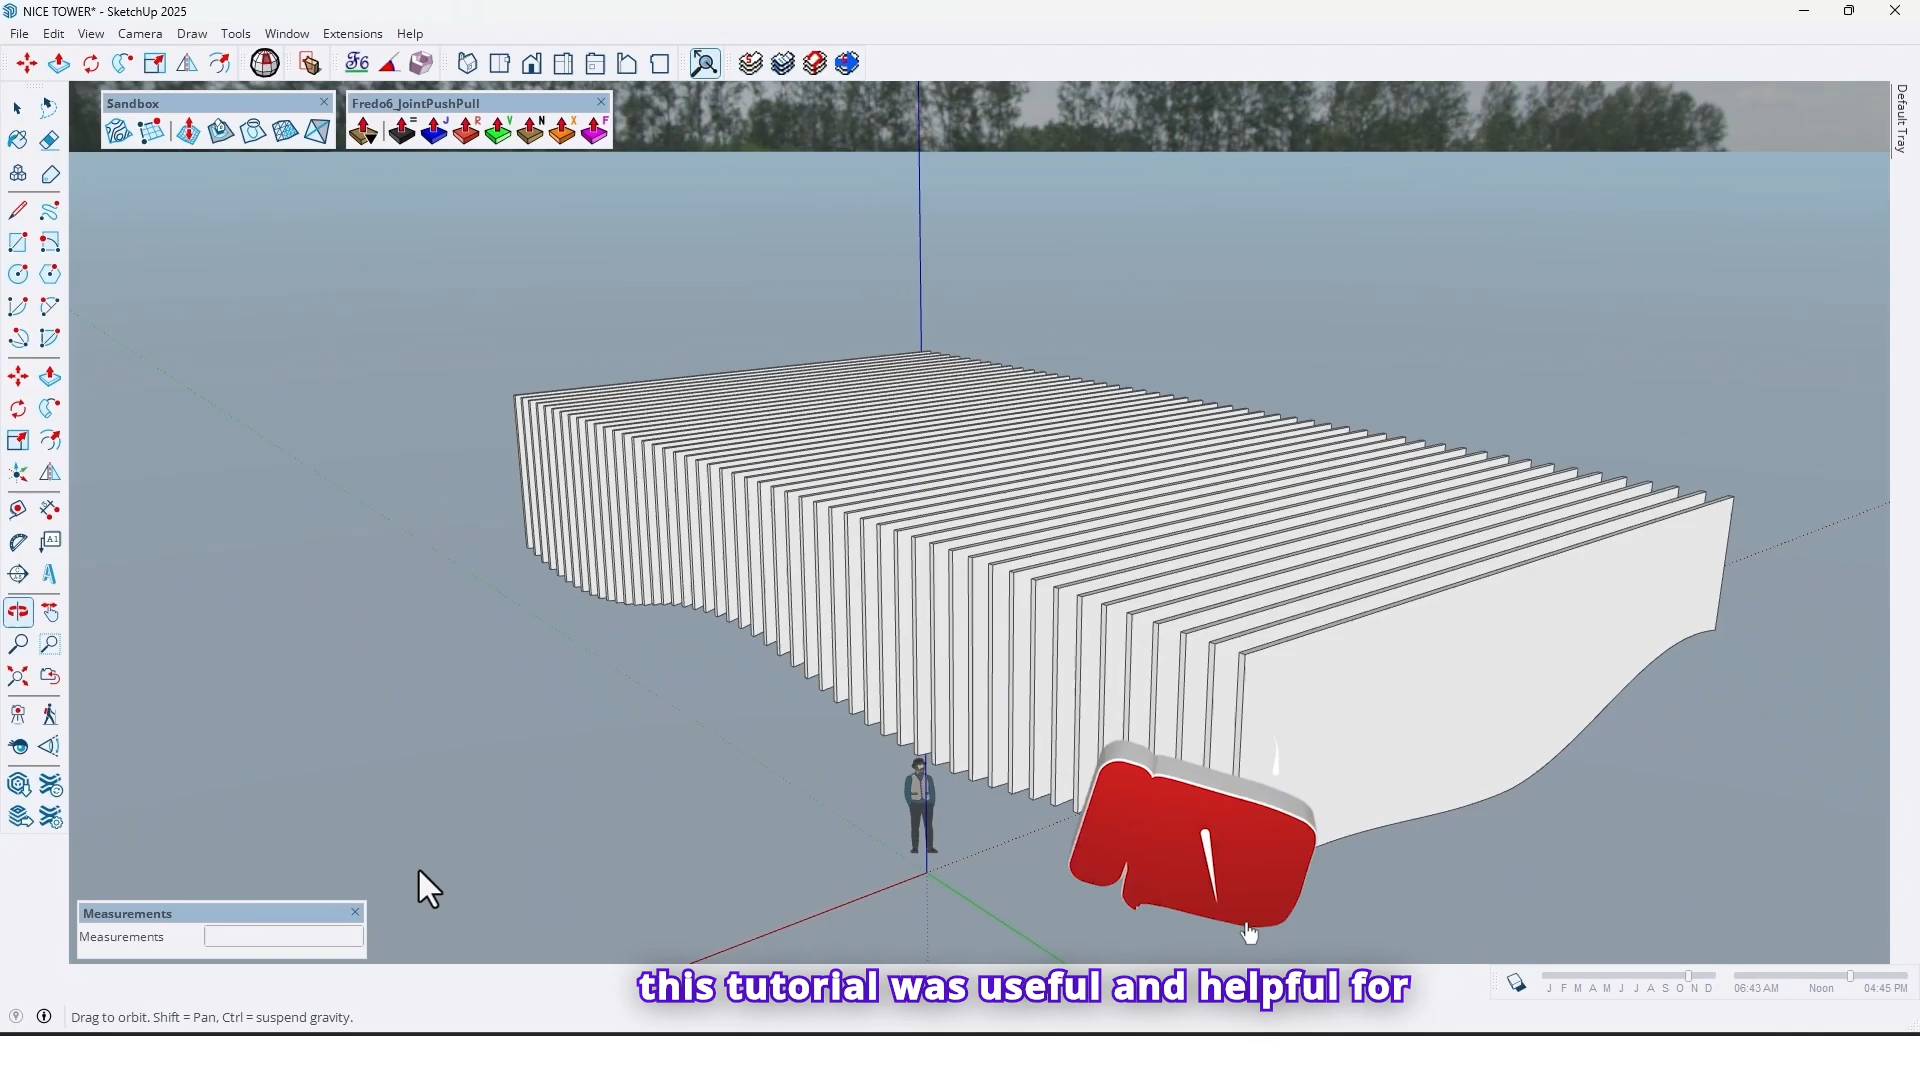 NICE TOWER* - SketchUp 2025
File Edit View Camera Draw Tools Window Extensions Help
Default Tray
Sandbox
Fredo6_JointPushPull
= J R V N X F
Measurements
Measurements
this tutorial was useful and helpful for
J F M A M J J A S O N D
06:43 AM Noon 04:45 PM
Drag to orbit. Shift = Pan, Ctrl = suspend gravity.